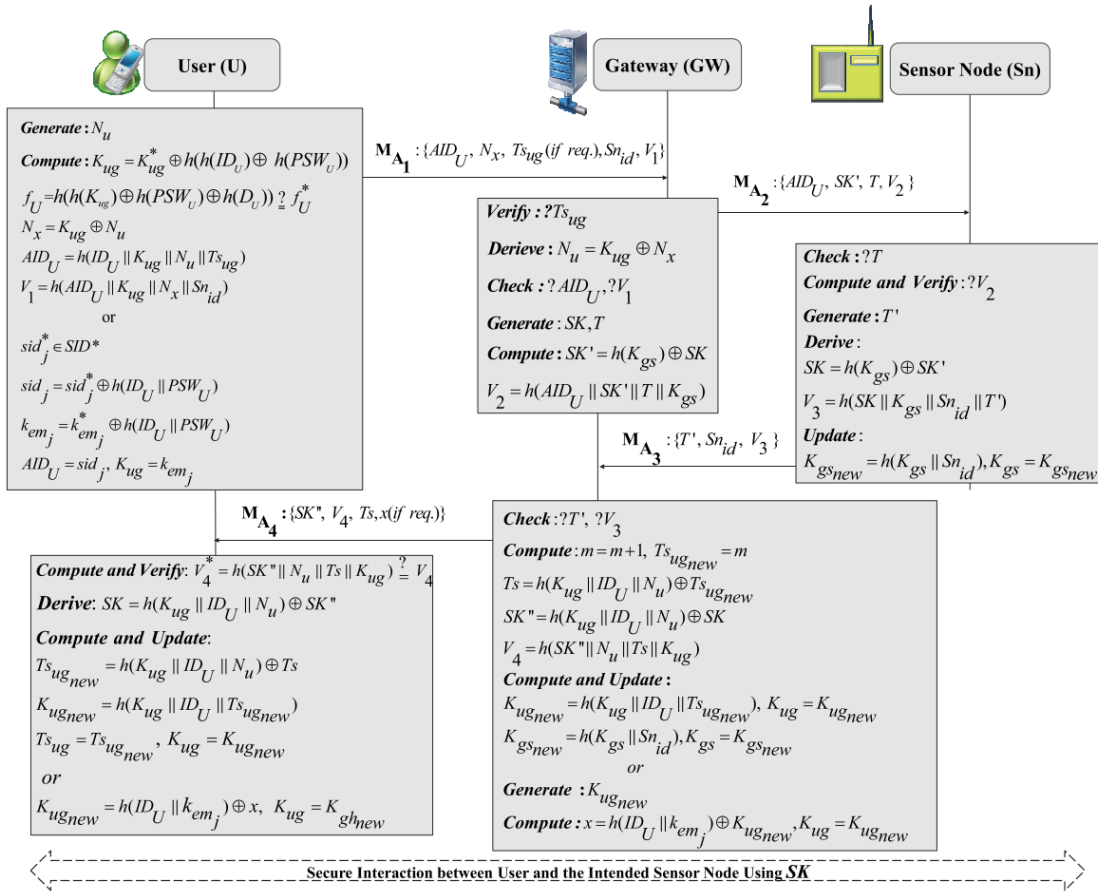 User (U)
Gateway (GW)
Sensor Node (Sn)
Generate : N_u
Compute : K_ug = K*_ug ⊕ h(h(ID_U) ⊕ h(PSW_U))
f_U = h(h(K_ug) ⊕ h(PSW_U) ⊕ h(D_U)) ≟ f*_U
N_x = K_ug ⊕ N_u
AID_U = h(ID_U || K_ug || N_u || Ts_ug)
V_1 = h(AID_U || K_ug || N_x || Sn_id)
or
sid*_j ∈ SID*
sid_j = sid*_j ⊕ h(ID_U || PSW_U)
k_em_j = k*_em_j ⊕ h(ID_U || PSW_U)
AID_U = sid_j, K_ug = k_em_j
M_A_1 : {AID_U, N_x, Ts_ug (if req.), Sn_id, V_1}
Verify : ?Ts_ug
Derieve : N_u = K_ug ⊕ N_x
Check : ? AID_U, ?V_1
Generate : SK, T
Compute : SK' = h(K_gs) ⊕ SK
V_2 = h(AID_U || SK' || T || K_gs)
M_A_2 : {AID_U, SK', T, V_2}
Check : ?T
Compute and Verify : ?V_2
Generate : T'
Derive :
SK = h(K_gs) ⊕ SK'
V_3 = h(SK || K_gs || Sn_id || T')
Update :
K_gs_new = h(K_gs || Sn_id), K_gs = K_gs_new
M_A_3 : {T', Sn_id, V_3}
Check : ?T', ?V_3
Compute : m = m+1, Ts_ug_new = m
Ts = h(K_ug || ID_U || N_u) ⊕ Ts_ug_new
SK" = h(K_ug || ID_U || N_u) ⊕ SK
V_4 = h(SK" || N_u || Ts || K_ug)
Compute and Update :
K_ug_new = h(K_ug || ID_U || Ts_ug_new), K_ug = K_ug_new
K_gs_new = h(K_gs || Sn_id), K_gs = K_gs_new
or
Generate : K_ug_new
Compute : x = h(ID_U || k_em_j) ⊕ K_ug_new, K_ug = K_ug_new
M_A_4 : {SK", V_4, Ts, x (if req.)}
Compute and Verify: V*_4 = h(SK" || N_u || Ts || K_ug) ≟ V_4
Derive: SK = h(K_ug || ID_U || N_u) ⊕ SK"
Compute and Update:
Ts_ug_new = h(K_ug || ID_U || N_u) ⊕ Ts
K_ug_new = h(K_ug || ID_U || Ts_ug_new)
Ts_ug = Ts_ug_new, K_ug = K_ug_new
or
K_ug_new = h(ID_U || k_em_j) ⊕ x, K_ug = K_gh_new
Secure Interaction between User and the Intended Sensor Node Using SK